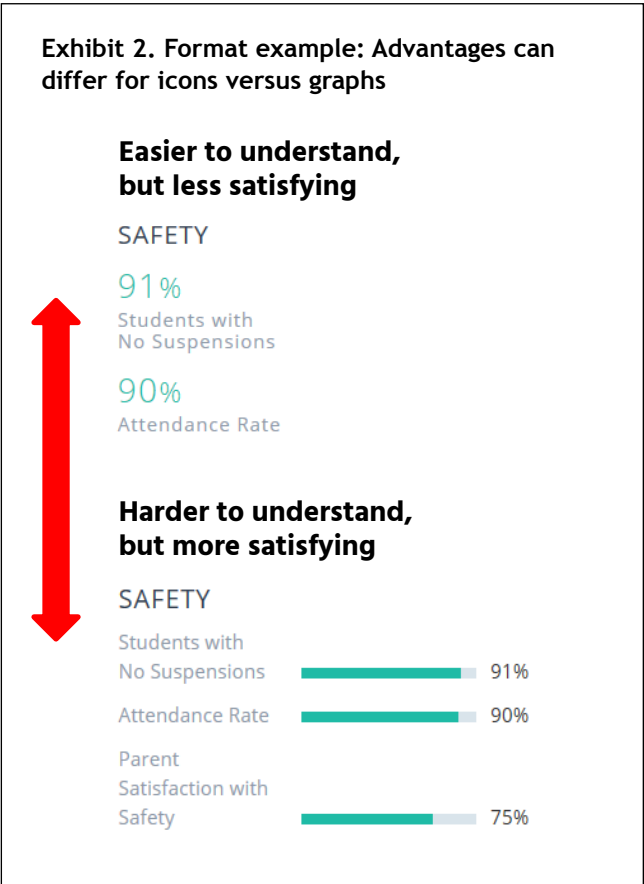 Exhibit 2. Format example: Advantages can
differ for icons versus graphs
Easier to understand,
but less satisfying
SAFETY
91%
Students with
No Suspensions
90%
Attendance Rate
Harder to understand,
but more satisfying
SAFETY
Students with
No Suspensions 91%
Attendance Rate 90%
Parent
Satisfaction with
Safety 75%